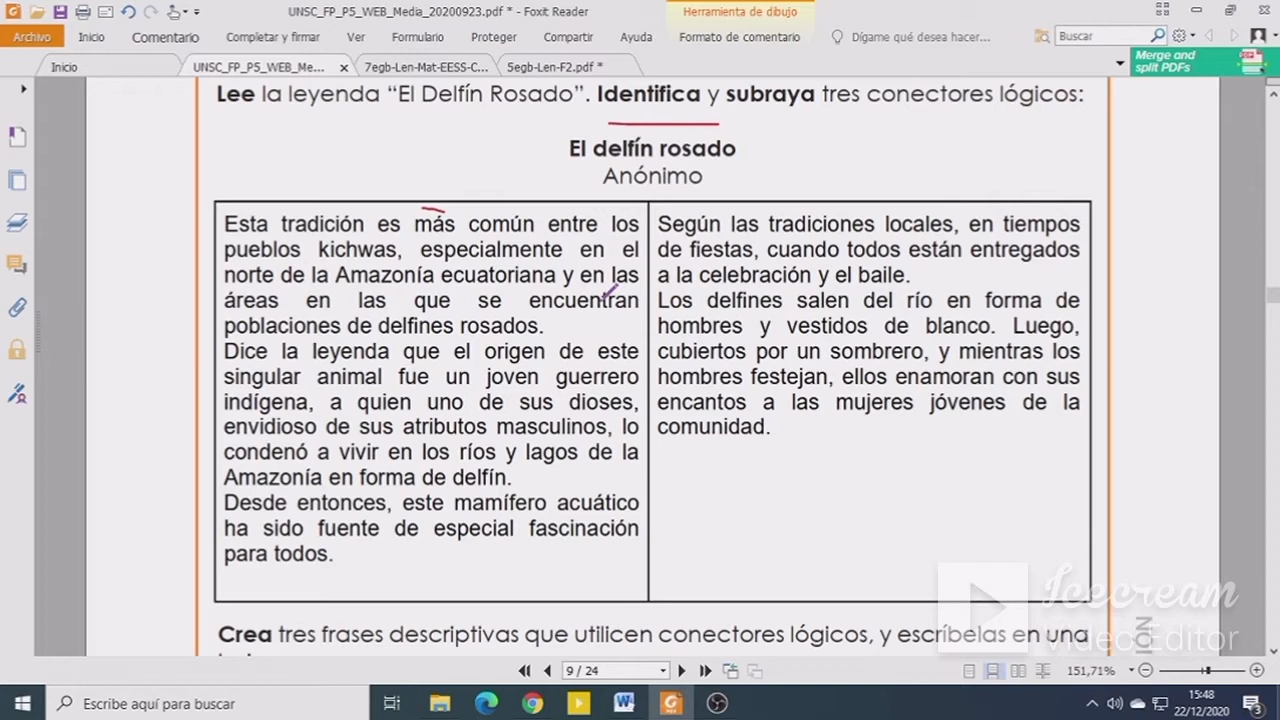 UNSC_FP_P5_WEB_Media_20200923.pdf * - Foxit Reader
Herramienta de dibujo
Archivo Inicio Comentario Completar y firmar Ver Formulario Proteger Compartir Ayuda Formato de comentario Dígame qué desea hacer... Buscar
Inicio UNSC_FP_P5_WEB_Me... 7egb-Len-Mat-EES-S... 5egb-Len-F2.pdf * Merge and
split PDFs
Lee la leyenda “El Delfín Rosado”. Identifica y subraya tres conectores lógicos:
El delfín rosado
Anónimo
Esta tradición es más común entre los
pueblos kichwas, especialmente en el
norte de la Amazonía ecuatoriana y en las
áreas en las que se encuentran
poblaciones de delfines rosados.
Dice la leyenda que el origen de este
singular animal fue un joven guerrero
indígena, a quien uno de sus dioses,
envidioso de sus atributos masculinos, lo
condenó a vivir en los ríos y lagos de la
Amazonía en forma de delfín.
Desde entonces, este mamífero acuático
ha sido fuente de especial fascinación
para todos.
Según las tradiciones locales, en tiempos
de fiestas, cuando todos están entregados
a la celebración y el baile.
Los delfines salen del río en forma de
hombres y vestidos de blanco. Luego,
cubiertos por un sombrero, y mientras los
hombres festejan, ellos enamoran con sus
encantos a las mujeres jóvenes de la
comunidad.
Icecream
Video Editor
Crea tres frases descriptivas que utilicen conectores lógicos, y escríbelas en una
9 / 24
151,71%
Escribe aquí para buscar
15:48
22/12/2020